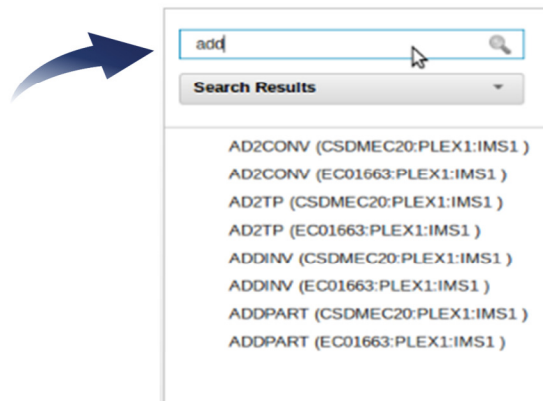 add
Search Results
AD2CONV (CSDMEC20:PLEX1:IMS1 )
AD2CONV (EC01663:PLEX1:IMS1 )
AD2TP (CSDMEC20:PLEX1:IMS1 )
AD2TP (EC01663:PLEX1:IMS1 )
ADDINV (CSDMEC20:PLEX1:IMS1 )
ADDINV (EC01663:PLEX1:IMS1 )
ADDPART (CSDMEC20:PLEX1:IMS1 )
ADDPART (EC01663:PLEX1:IMS1 )